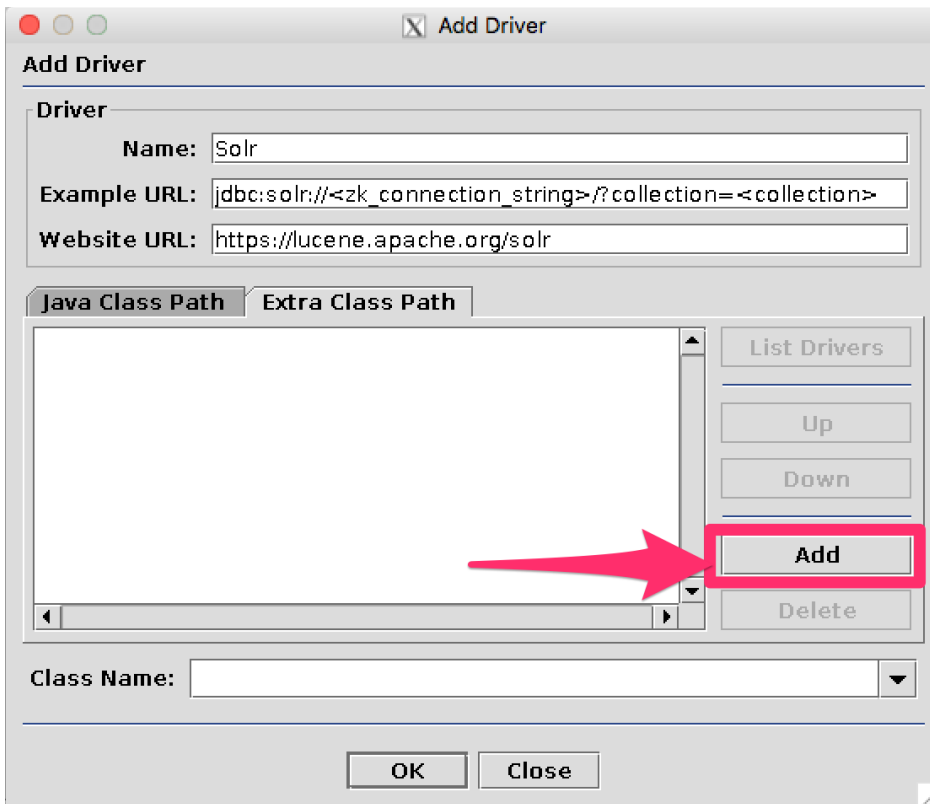 Add Driver
Add Driver
Driver
Name: Solr
Example URL: jdbc:solr://<zk_connection_string>/?collection=<collection>
Website URL: https://lucene.apache.org/solr
Java Class Path Extra Class Path
List Drivers
Up
Down
Add
Delete
Class Name:
OK Close